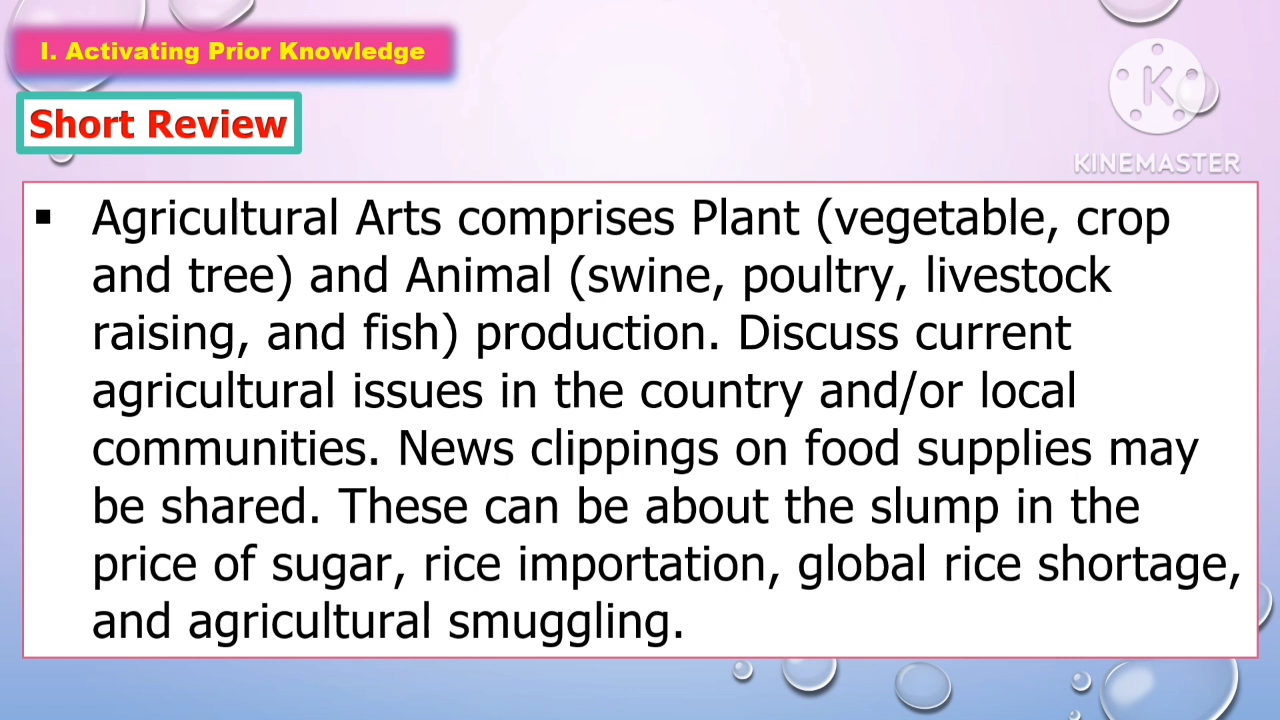 I. Activating Prior Knowledge
Short Review
K
KINEMASTER
▪ Agricultural Arts comprises Plant (vegetable, crop
and tree) and Animal (swine, poultry, livestock
raising, and fish) production. Discuss current
agricultural issues in the country and/or local
communities. News clippings on food supplies may
be shared. These can be about the slump in the
price of sugar, rice importation, global rice shortage,
and agricultural smuggling.